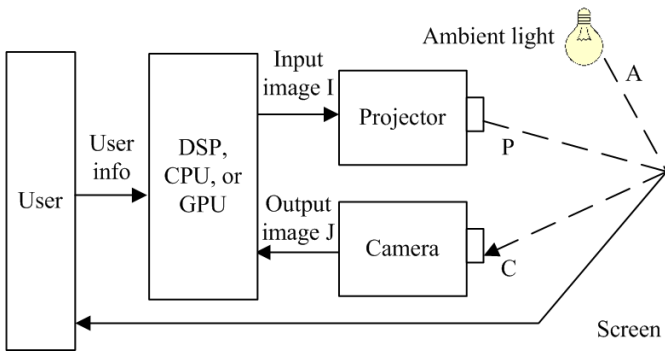 Ambient light
A
Input
image I
Projector
P
User
info
DSP,
CPU, or
GPU
User
Output
image J
Camera
C
Screen